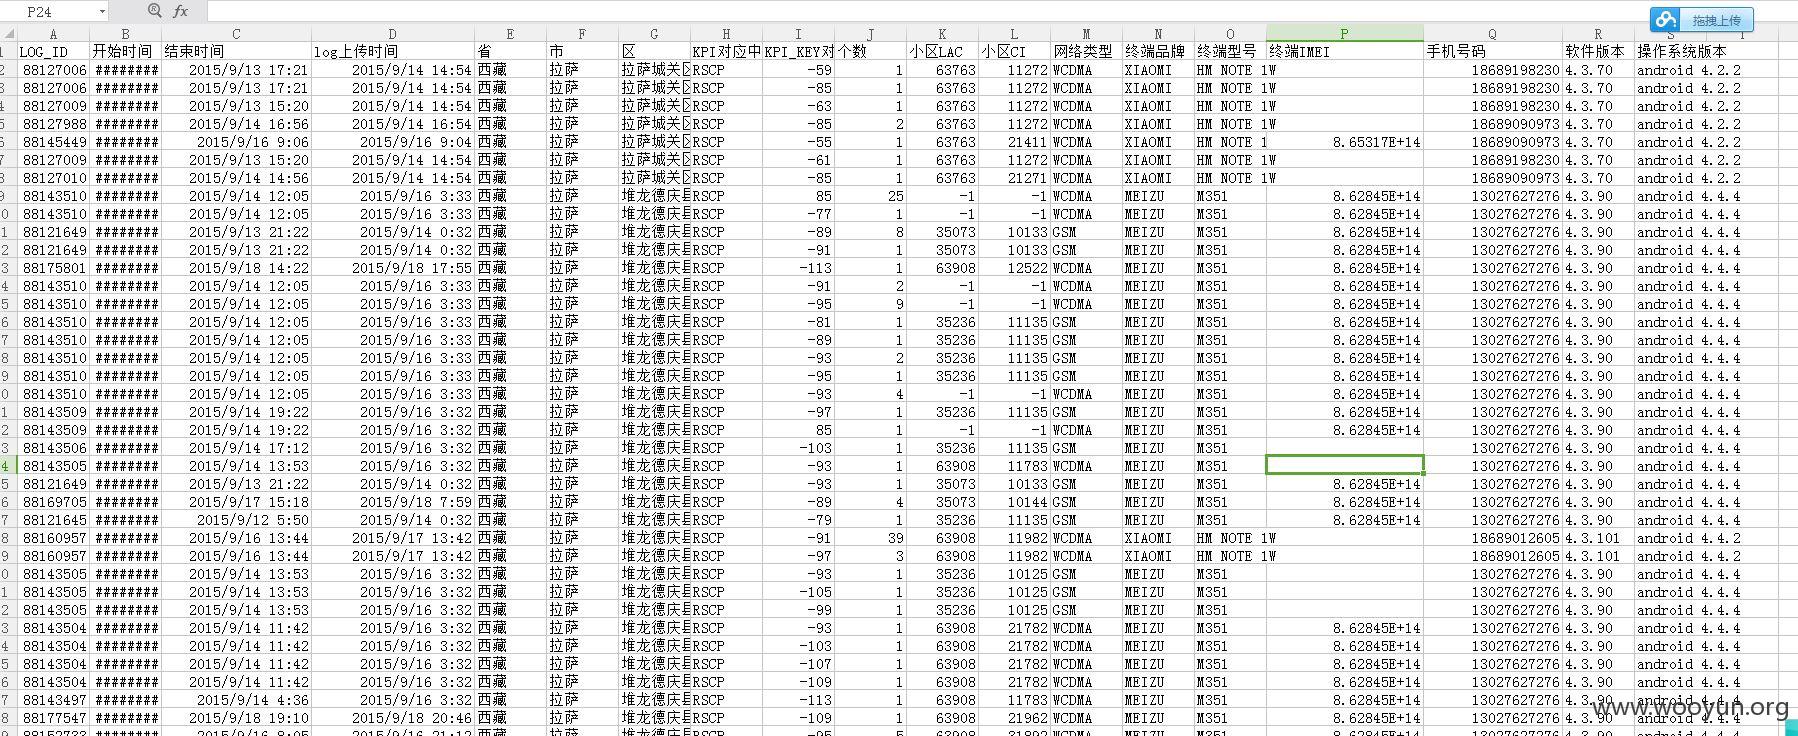 P24 fx 拖拽上传
A B C D E F G H I J K L M N O P Q R S T
1 LOG_ID 开始时间 结束时间 log上传时间 省 市 区 KPI对应中 KPI_KEY对 个数 小区LAC 小区CI 网络类型 终端品牌 终端型号 终端IMEI 手机号码 软件版本 操作系统版本
2 88127006 ######## 2015/9/13 17:21 2015/9/14 14:54 西藏 拉萨 拉萨城关区 RSCP -59 1 63763 11272 WCDMA XIAOMI HM NOTE 1W 18689198230 4.3.70 android 4.2.2
3 88127006 ######## 2015/9/13 17:21 2015/9/14 14:54 西藏 拉萨 拉萨城关区 RSCP -85 1 63763 11272 WCDMA XIAOMI HM NOTE 1W 18689198230 4.3.70 android 4.2.2
4 88127009 ######## 2015/9/13 15:20 2015/9/14 14:54 西藏 拉萨 拉萨城关区 RSCP -63 1 63763 11272 WCDMA XIAOMI HM NOTE 1W 18689198230 4.3.70 android 4.2.2
5 88127988 ######## 2015/9/14 16:56 2015/9/14 16:54 西藏 拉萨 拉萨城关区 RSCP -85 2 63763 11272 WCDMA XIAOMI HM NOTE 1W 18689090973 4.3.70 android 4.2.2
6 88145449 ######## 2015/9/16 9:06 2015/9/16 9:04 西藏 拉萨 拉萨城关区 RSCP -55 1 63763 21411 WCDMA XIAOMI HM NOTE 1 8.65317E+14 18689090973 4.3.70 android 4.2.2
7 88127009 ######## 2015/9/13 15:20 2015/9/14 14:54 西藏 拉萨 拉萨城关区 RSCP -61 1 63763 11272 WCDMA XIAOMI HM NOTE 1W 18689198230 4.3.70 android 4.2.2
8 88127010 ######## 2015/9/14 14:56 2015/9/14 14:54 西藏 拉萨 拉萨城关区 RSCP -85 1 63763 21271 WCDMA XIAOMI HM NOTE 1W 18689090973 4.3.70 android 4.2.2
9 88143510 ######## 2015/9/14 12:05 2015/9/16 3:33 西藏 拉萨 堆龙德庆县 RSCP 85 25 -1 -1 WCDMA MEIZU M351 8.62845E+14 13027627276 4.3.90 android 4.4.4
0 88143510 ######## 2015/9/14 12:05 2015/9/16 3:33 西藏 拉萨 堆龙德庆县 RSCP -77 1 -1 -1 WCDMA MEIZU M351 8.62845E+14 13027627276 4.3.90 android 4.4.4
1 88121649 ######## 2015/9/13 21:22 2015/9/14 0:32 西藏 拉萨 堆龙德庆县 RSCP -89 8 35073 10133 GSM MEIZU M351 8.62845E+14 13027627276 4.3.90 android 4.4.4
2 88121649 ######## 2015/9/13 21:22 2015/9/14 0:32 西藏 拉萨 堆龙德庆县 RSCP -91 1 35073 10133 GSM MEIZU M351 8.62845E+14 13027627276 4.3.90 android 4.4.4
3 88175801 ######## 2015/9/18 14:22 2015/9/18 17:55 西藏 拉萨 堆龙德庆县 RSCP -113 1 63908 12522 WCDMA MEIZU M351 8.62845E+14 13027627276 4.3.90 android 4.4.4
4 88143510 ######## 2015/9/14 12:05 2015/9/16 3:33 西藏 拉萨 堆龙德庆县 RSCP -91 2 -1 -1 WCDMA MEIZU M351 8.62845E+14 13027627276 4.3.90 android 4.4.4
5 88143510 ######## 2015/9/14 12:05 2015/9/16 3:33 西藏 拉萨 堆龙德庆县 RSCP -95 9 -1 -1 WCDMA MEIZU M351 8.62845E+14 13027627276 4.3.90 android 4.4.4
6 88143510 ######## 2015/9/14 12:05 2015/9/16 3:33 西藏 拉萨 堆龙德庆县 RSCP -81 1 35236 11135 GSM MEIZU M351 8.62845E+14 13027627276 4.3.90 android 4.4.4
7 88143510 ######## 2015/9/14 12:05 2015/9/16 3:33 西藏 拉萨 堆龙德庆县 RSCP -89 1 35236 11135 GSM MEIZU M351 8.62845E+14 13027627276 4.3.90 android 4.4.4
8 88143510 ######## 2015/9/14 12:05 2015/9/16 3:33 西藏 拉萨 堆龙德庆县 RSCP -93 2 35236 11135 GSM MEIZU M351 8.62845E+14 13027627276 4.3.90 android 4.4.4
9 88143510 ######## 2015/9/14 12:05 2015/9/16 3:33 西藏 拉萨 堆龙德庆县 RSCP -95 1 35236 11135 GSM MEIZU M351 8.62845E+14 13027627276 4.3.90 android 4.4.4
0 88143510 ######## 2015/9/14 12:05 2015/9/16 3:33 西藏 拉萨 堆龙德庆县 RSCP -93 4 -1 -1 WCDMA MEIZU M351 8.62845E+14 13027627276 4.3.90 android 4.4.4
1 88143509 ######## 2015/9/14 19:22 2015/9/16 3:32 西藏 拉萨 堆龙德庆县 RSCP -97 1 35236 11135 GSM MEIZU M351 8.62845E+14 13027627276 4.3.90 android 4.4.4
2 88143509 ######## 2015/9/14 19:22 2015/9/16 3:32 西藏 拉萨 堆龙德庆县 RSCP 85 1 -1 -1 WCDMA MEIZU M351 8.62845E+14 13027627276 4.3.90 android 4.4.4
3 88143506 ######## 2015/9/14 17:12 2015/9/16 3:32 西藏 拉萨 堆龙德庆县 RSCP -103 1 35236 11135 GSM MEIZU M351 13027627276 4.3.90 android 4.4.4
4 88143505 ######## 2015/9/14 13:53 2015/9/16 3:32 西藏 拉萨 堆龙德庆县 RSCP -93 1 63908 11783 WCDMA MEIZU M351 13027627276 4.3.90 android 4.4.4
5 88121649 ######## 2015/9/13 21:22 2015/9/14 0:32 西藏 拉萨 堆龙德庆县 RSCP -93 1 35073 10133 GSM MEIZU M351 8.62845E+14 13027627276 4.3.90 android 4.4.4
6 88169705 ######## 2015/9/17 15:18 2015/9/18 7:59 西藏 拉萨 堆龙德庆县 RSCP -89 4 35073 10144 GSM MEIZU M351 8.62845E+14 13027627276 4.3.90 android 4.4.4
7 88121645 ######## 2015/9/12 5:50 2015/9/14 0:32 西藏 拉萨 堆龙德庆县 RSCP -79 1 35236 11135 GSM MEIZU M351 8.62845E+14 13027627276 4.3.90 android 4.4.4
8 88160957 ######## 2015/9/16 13:44 2015/9/17 13:42 西藏 拉萨 堆龙德庆县 RSCP -91 39 63908 11982 WCDMA XIAOMI HM NOTE 1W 18689012605 4.3.101 android 4.4.2
9 88160957 ######## 2015/9/16 13:44 2015/9/17 13:42 西藏 拉萨 堆龙德庆县 RSCP -97 3 63908 11982 WCDMA XIAOMI HM NOTE 1W 18689012605 4.3.101 android 4.4.2
0 88143505 ######## 2015/9/14 13:53 2015/9/16 3:32 西藏 拉萨 堆龙德庆县 RSCP -93 1 35236 10125 GSM MEIZU M351 13027627276 4.3.90 android 4.4.4
1 88143505 ######## 2015/9/14 13:53 2015/9/16 3:32 西藏 拉萨 堆龙德庆县 RSCP -105 1 63908 10125 GSM MEIZU M351 13027627276 4.3.90 android 4.4.4
2 88143505 ######## 2015/9/14 13:53 2015/9/16 3:32 西藏 拉萨 堆龙德庆县 RSCP -99 1 63908 10125 GSM MEIZU M351 13027627276 4.3.90 android 4.4.4
3 88143504 ######## 2015/9/14 11:42 2015/9/16 3:32 西藏 拉萨 堆龙德庆县 RSCP -93 1 63908 21782 WCDMA MEIZU M351 8.62845E+14 13027627276 4.3.90 android 4.4.4
4 88143504 ######## 2015/9/14 11:42 2015/9/16 3:32 西藏 拉萨 堆龙德庆县 RSCP -103 1 63908 21782 WCDMA MEIZU M351 8.62845E+14 13027627276 4.3.90 android 4.4.4
5 88143504 ######## 2015/9/14 11:42 2015/9/16 3:32 西藏 拉萨 堆龙德庆县 RSCP -107 1 63908 21782 WCDMA MEIZU M351 8.62845E+14 13027627276 4.3.90 android 4.4.4
6 88143504 ######## 2015/9/14 11:42 2015/9/16 3:32 西藏 拉萨 堆龙德庆县 RSCP -109 1 63908 21782 WCDMA MEIZU M351 8.62845E+14 13027627276 4.3.90 android 4.4.4
7 88143497 ######## 2015/9/14 4:36 2015/9/16 3:32 西藏 拉萨 堆龙德庆县 RSCP -113 1 63908 11783 WCDMA MEIZU M351 8.62845E+14 13027627276 4.3.90 android 4.4.4
8 88177547 ######## 2015/9/18 19:10 2015/9/18 20:46 西藏 拉萨 堆龙德庆县 RSCP -109 1 63908 21962 WCDMA MEIZU M351 8.62845E+14 13027627276 4.3.90 android 4.4.4
www.wooyun.org